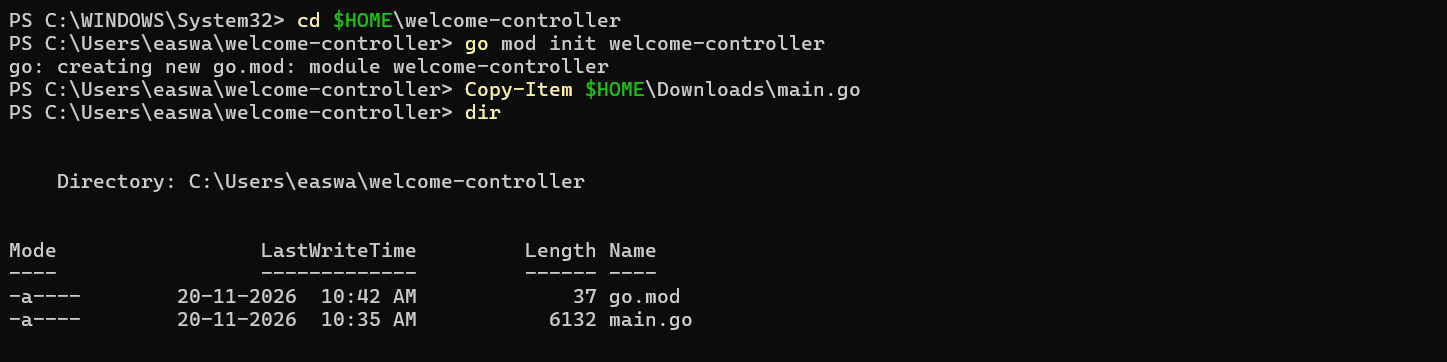 PS C:\WINDOWS\System32> cd $HOME\welcome-controller
PS C:\Users\easwa\welcome-controller> go mod init welcome-controller
go: creating new go.mod: module welcome-controller
PS C:\Users\easwa\welcome-controller> Copy-Item $HOME\Downloads\main.go
PS C:\Users\easwa\welcome-controller> dir
Directory: C:\Users\easwa\welcome-controller
Mode                 LastWriteTime         Length Name
----                 -------------         ------ ----
-a----        20-11-2026  10:42 AM             37 go.mod
-a----        20-11-2026  10:35 AM           6132 main.go